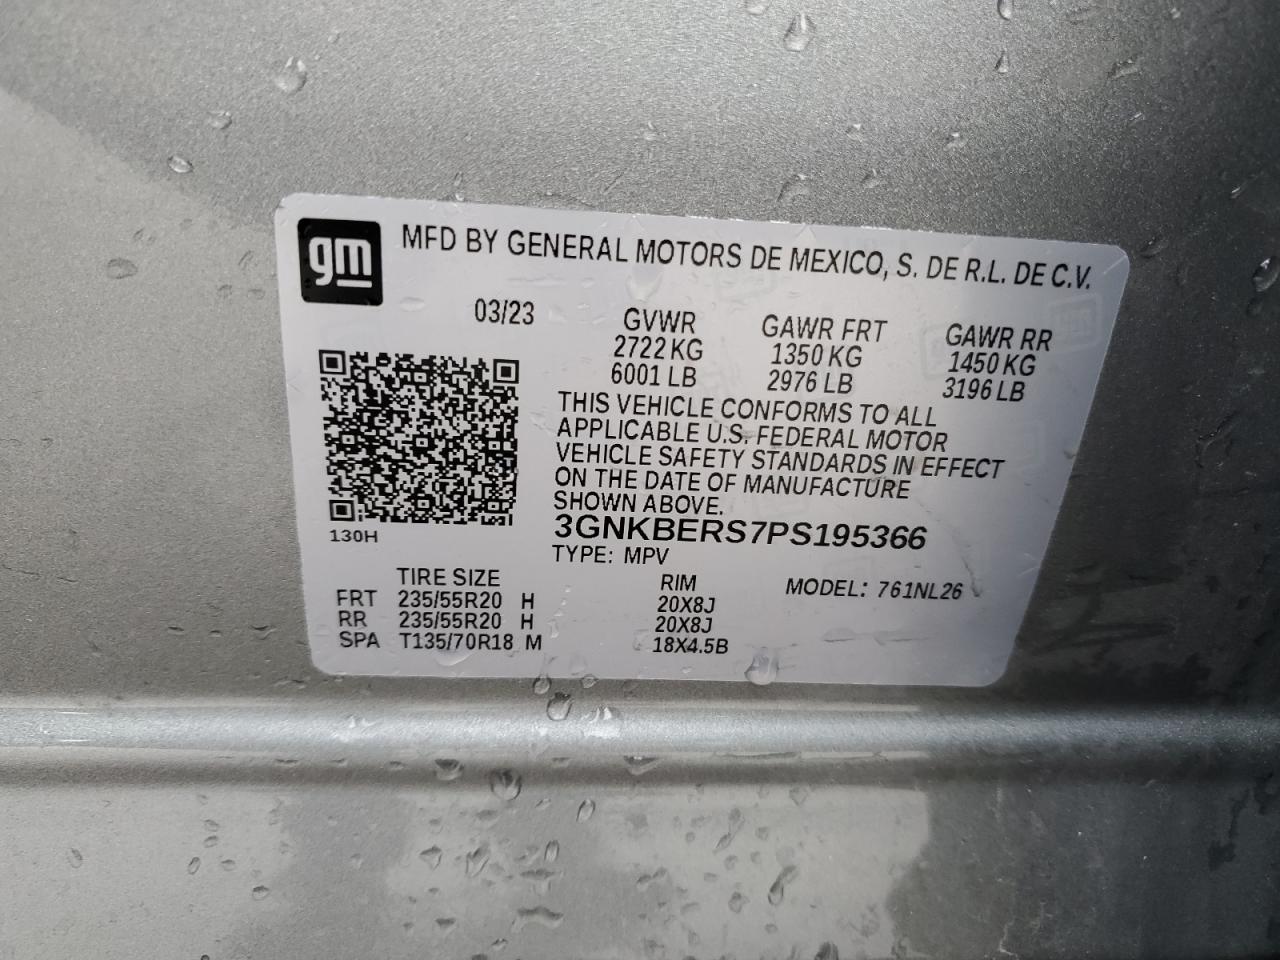 gm
MFD BY GENERAL MOTORS DE MEXICO, S. DE R.L. DE C.V.
03/23 GVWR GAWR FRT GAWR RR
2722 KG 1350 KG 1450 KG
6001 LB 2976 LB 3196 LB
THIS VEHICLE CONFORMS TO ALL
APPLICABLE U.S. FEDERAL MOTOR
VEHICLE SAFETY STANDARDS IN EFFECT
ON THE DATE OF MANUFACTURE
SHOWN ABOVE.
3GNKBERS7PS195366
130H
TYPE: MPV
TIRE SIZE RIM MODEL: 761NL26
FRT 235/55R20 H 20X8J
RR 235/55R20 H 20X8J
SPA T135/70R18 M 18X4.5B